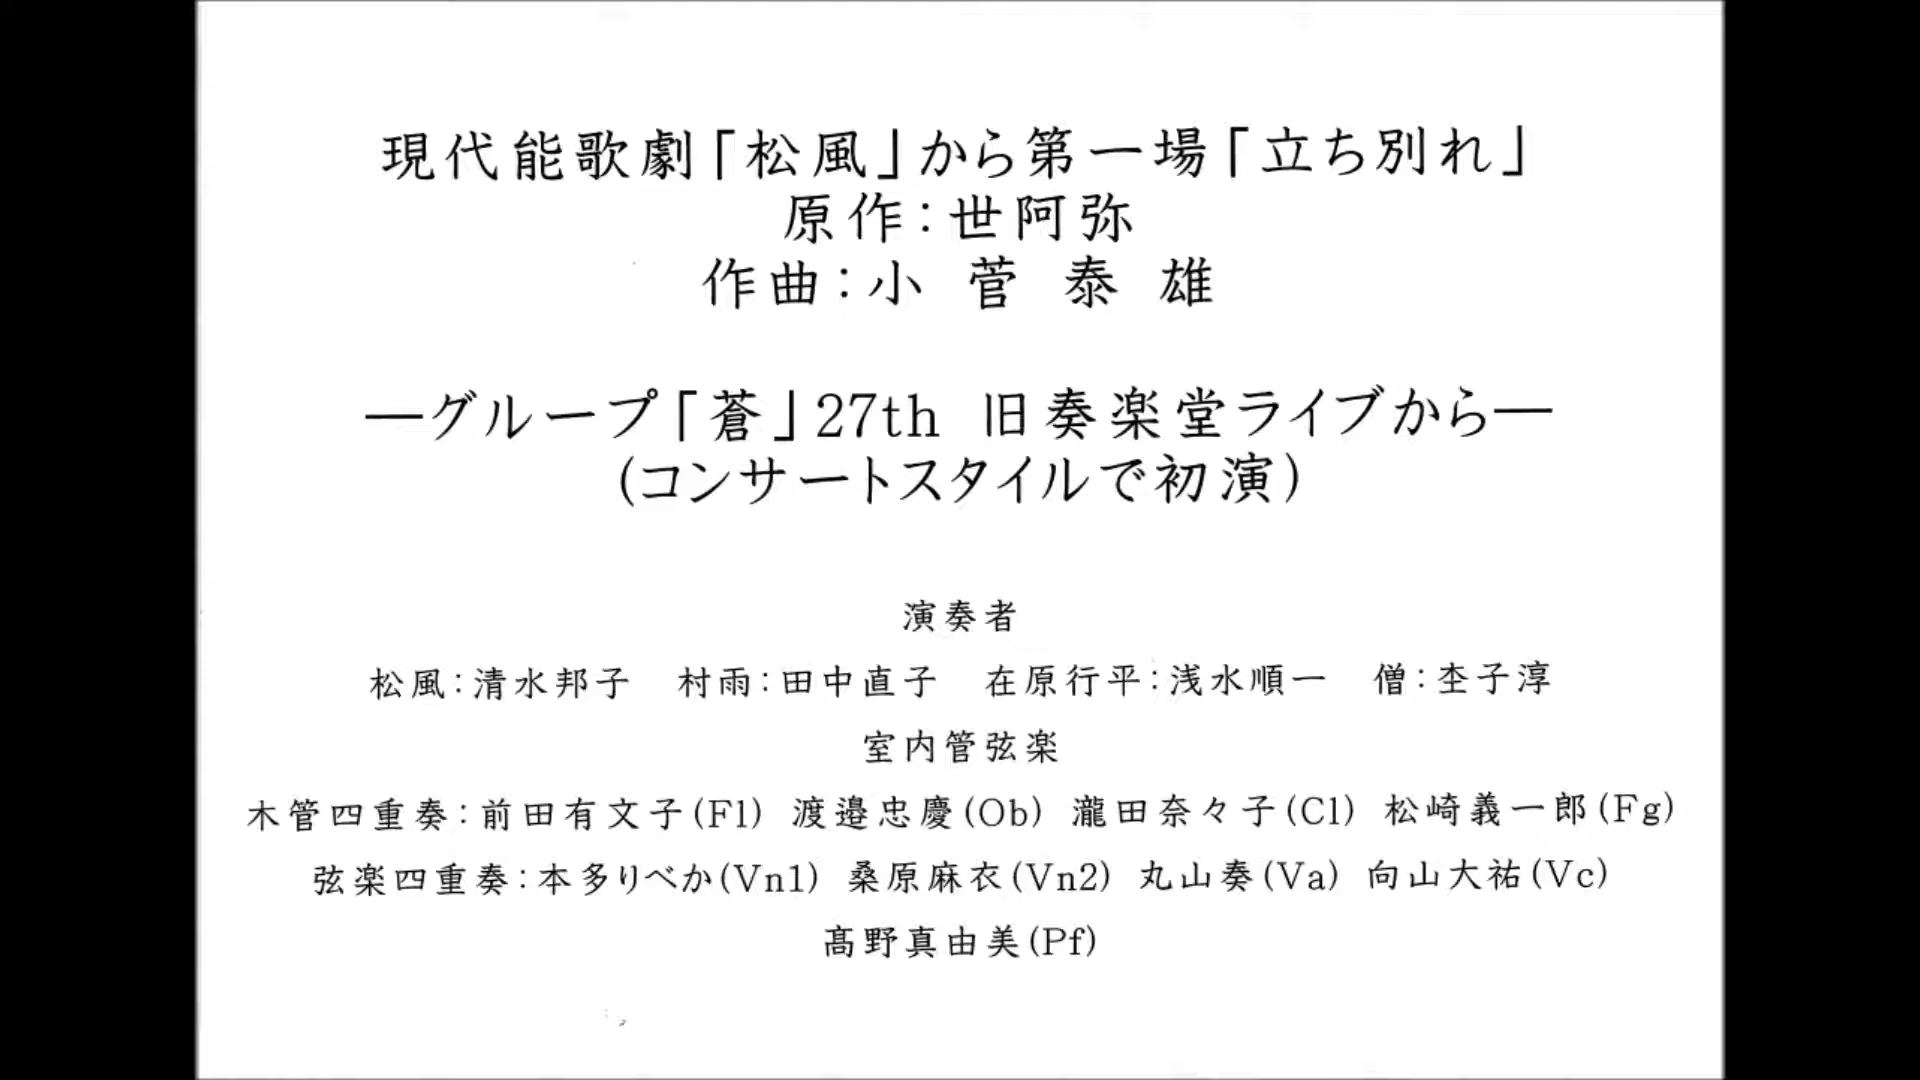 現代能歌劇「松風」から第一場「立ち別れ」
原作:世阿弥
作曲:小 菅 泰 雄
―グループ「蒼」27th 旧奏楽堂ライブから―
(コンサートスタイルで初演)
演奏者
松風:清水邦子 村雨:田中直子 在原行平:浅水順一 僧:杢子淳
室内管弦楽
木管四重奏:前田有文子(Fl) 渡邉忠慶(Ob) 瀧田奈々子(Cl) 松崎義一郎(Fg)
弦楽四重奏:本多りべか(Vn1) 桑原麻衣(Vn2) 丸山奏(Va) 向山大祐(Vc)
髙野真由美(Pf)